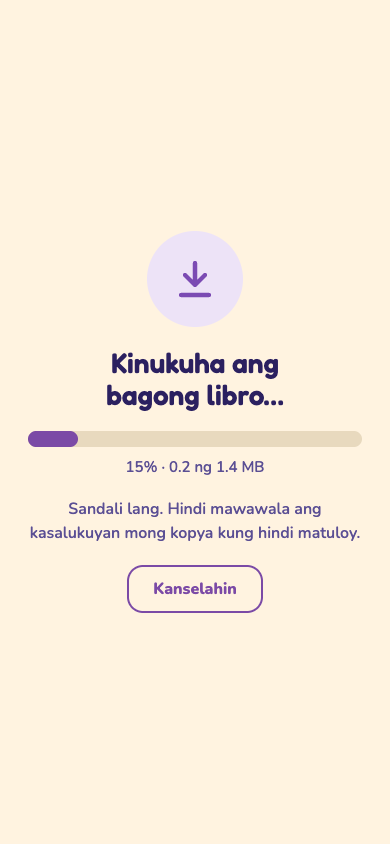 Kinukuha ang
bagong libro...
15% · 0.2 ng 1.4 MB
Sandali lang. Hindi mawawala ang
kasalukuyan mong kopya kung hindi matuloy.
Kanselahin